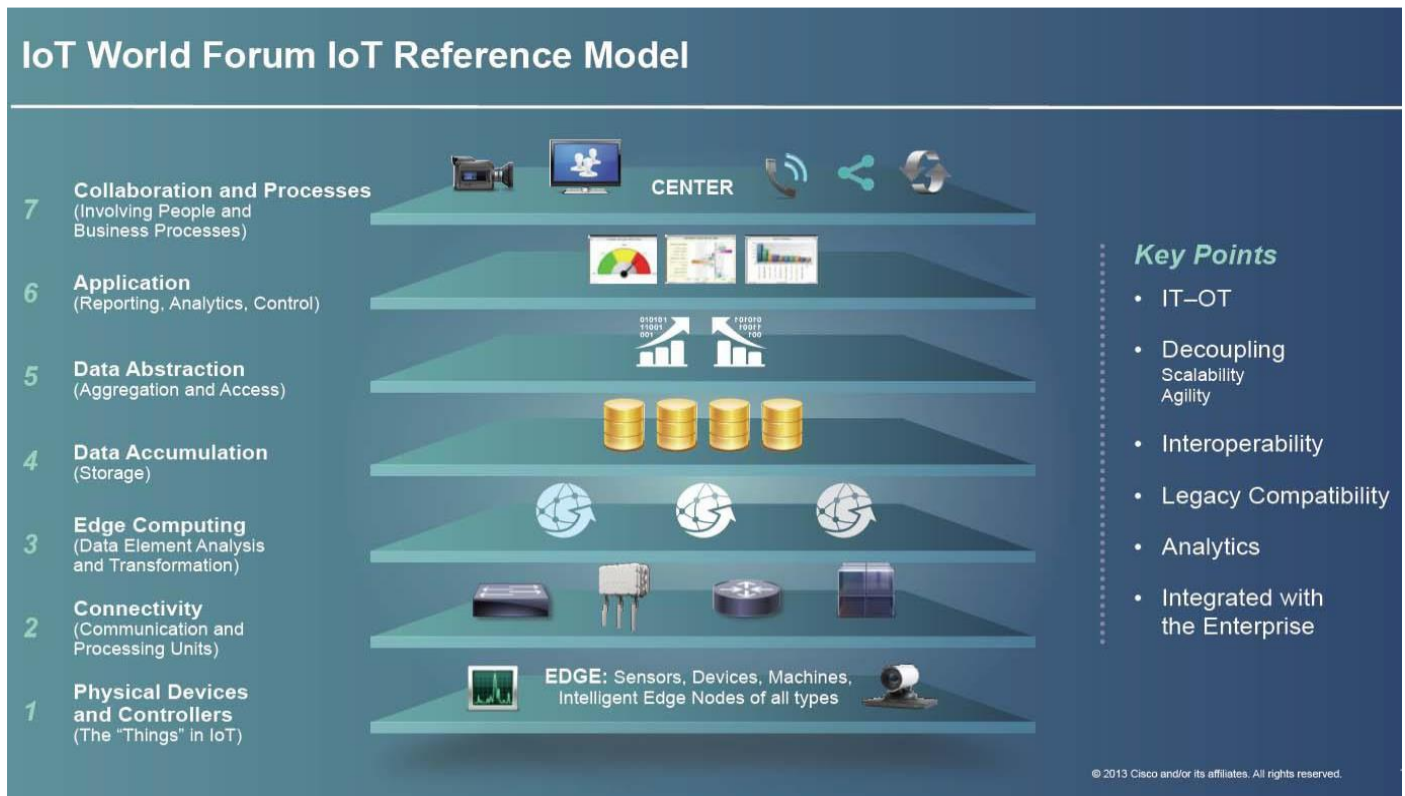 IoT World Forum IoT Reference Model
7
Collaboration and Processes
(Involving People and
Business Processes)
CENTER
6
Application
(Reporting, Analytics, Control)
5
Data Abstraction
(Aggregation and Access)
010101
11001
001
4
Data Accumulation
(Storage)
3
Edge Computing
(Data Element Analysis
and Transformation)
2
Connectivity
(Communication and
Processing Units)
1
Physical Devices
and Controllers
(The “Things” in IoT)
EDGE: Sensors, Devices, Machines,
Intelligent Edge Nodes of all types
Key Points
• IT–OT
• Decoupling
Scalability
Agility
• Interoperability
• Legacy Compatibility
• Analytics
• Integrated with
the Enterprise
© 2013 Cisco and/or its affiliates. All rights reserved.